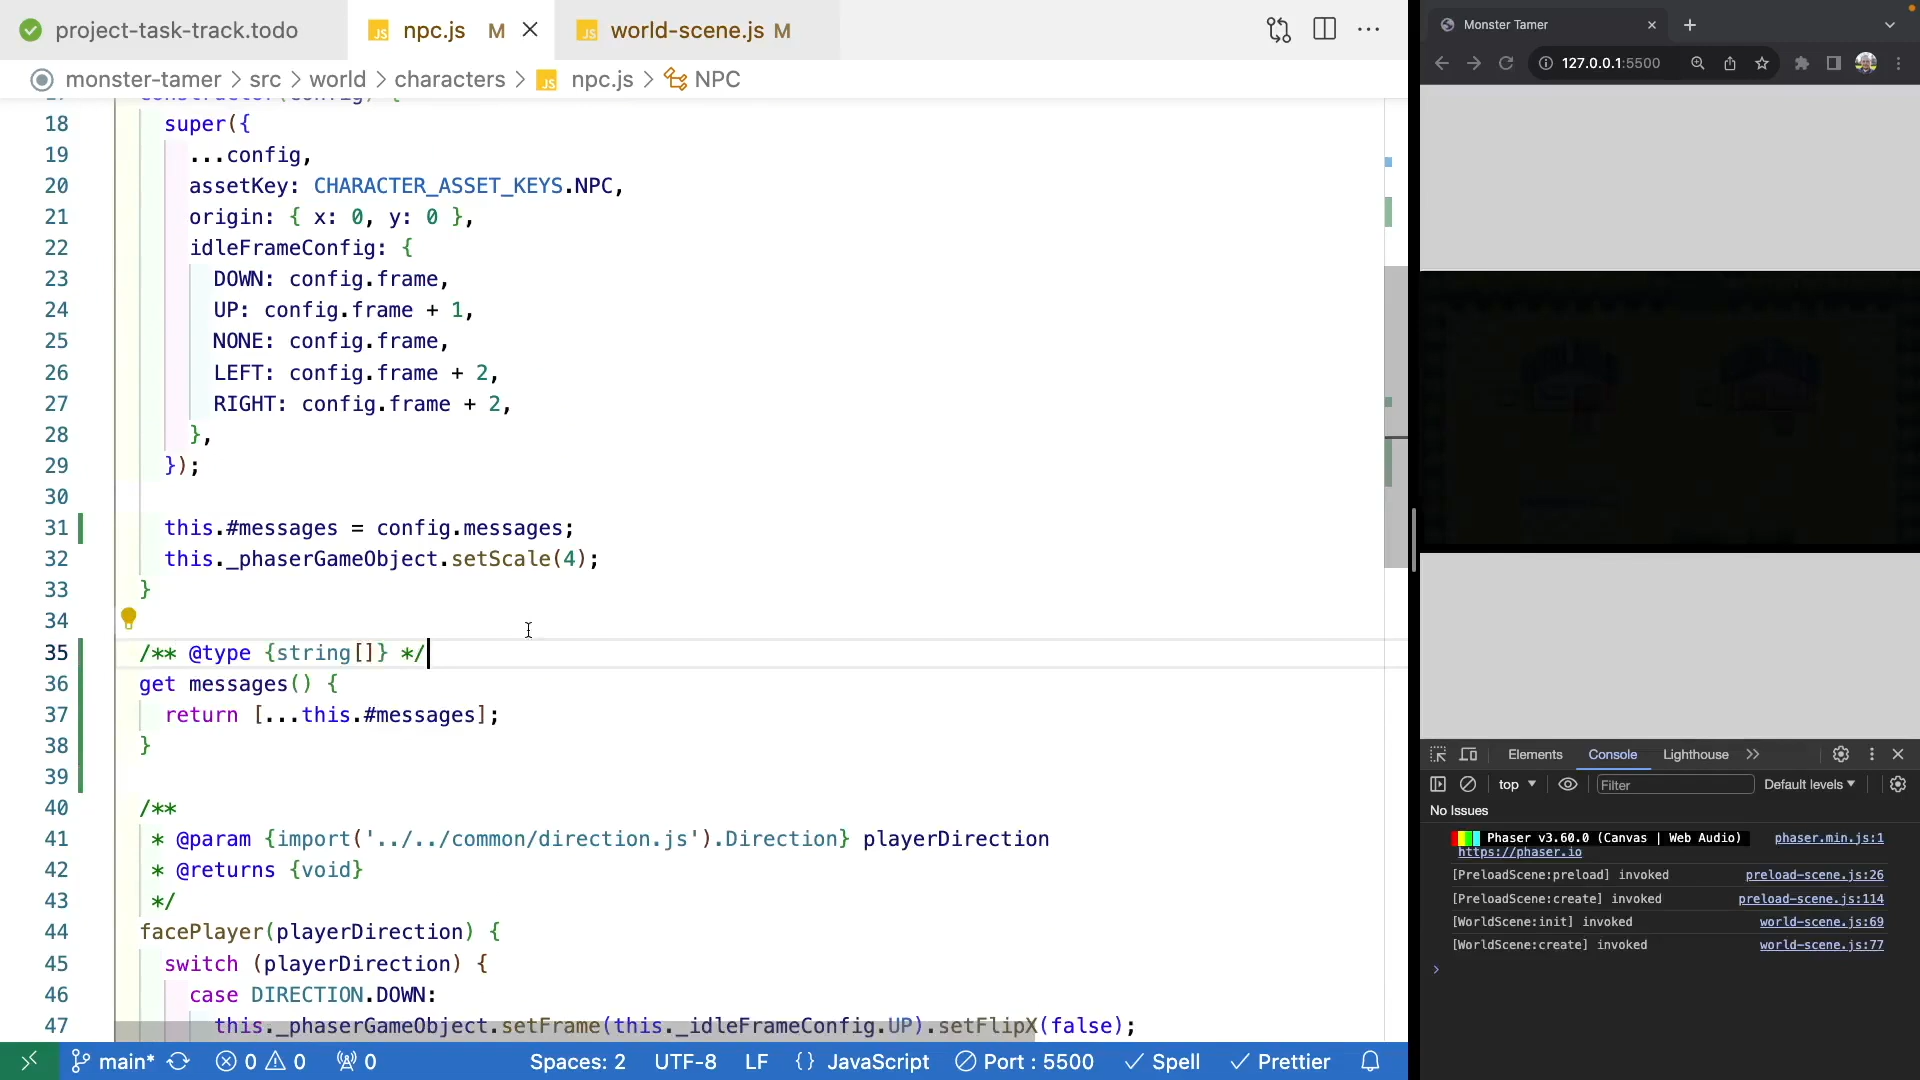 project-task-track.todo
npc.js M
world-scene.js M
monster-tamer > src > world > characters > npc.js > NPC
18 super({
19 ...config,
20 assetKey: CHARACTER_ASSET_KEYS.NPC,
21 origin: { x: 0, y: 0 },
22 idleFrameConfig: {
23 DOWN: config.frame,
24 UP: config.frame + 1,
25 NONE: config.frame,
26 LEFT: config.frame + 2,
27 RIGHT: config.frame + 2,
28 },
29 });
30
31 this.#messages = config.messages;
32 this._phaserGameObject.setScale(4);
33 }
34
35 /** @type {string[]} */
36 get messages() {
37 return [...this.#messages];
38 }
39
40 /**
41 * @param {import('../../common/direction.js').Direction} playerDirection
42 * @returns {void}
43 */
44 facePlayer(playerDirection) {
45 switch (playerDirection) {
46 case DIRECTION.DOWN:
47 this._phaserGameObject.setFrame(this._idleFrameConfig.UP).setFlipX(false);
main* 0 0 0 Spaces: 2 UTF-8 LF {} JavaScript Port : 5500 Spell Prettier
Monster Tamer
127.0.0.1:5500
Elements Console Lighthouse
top Filter Default levels
No Issues
Phaser v3.60.0 (Canvas | Web Audio) phaser.min.js:1
https://phaser.io
[PreloadScene:preload] invoked preload-scene.js:26
[PreloadScene:create] invoked preload-scene.js:114
[WorldScene:init] invoked world-scene.js:69
[WorldScene:create] invoked world-scene.js:77